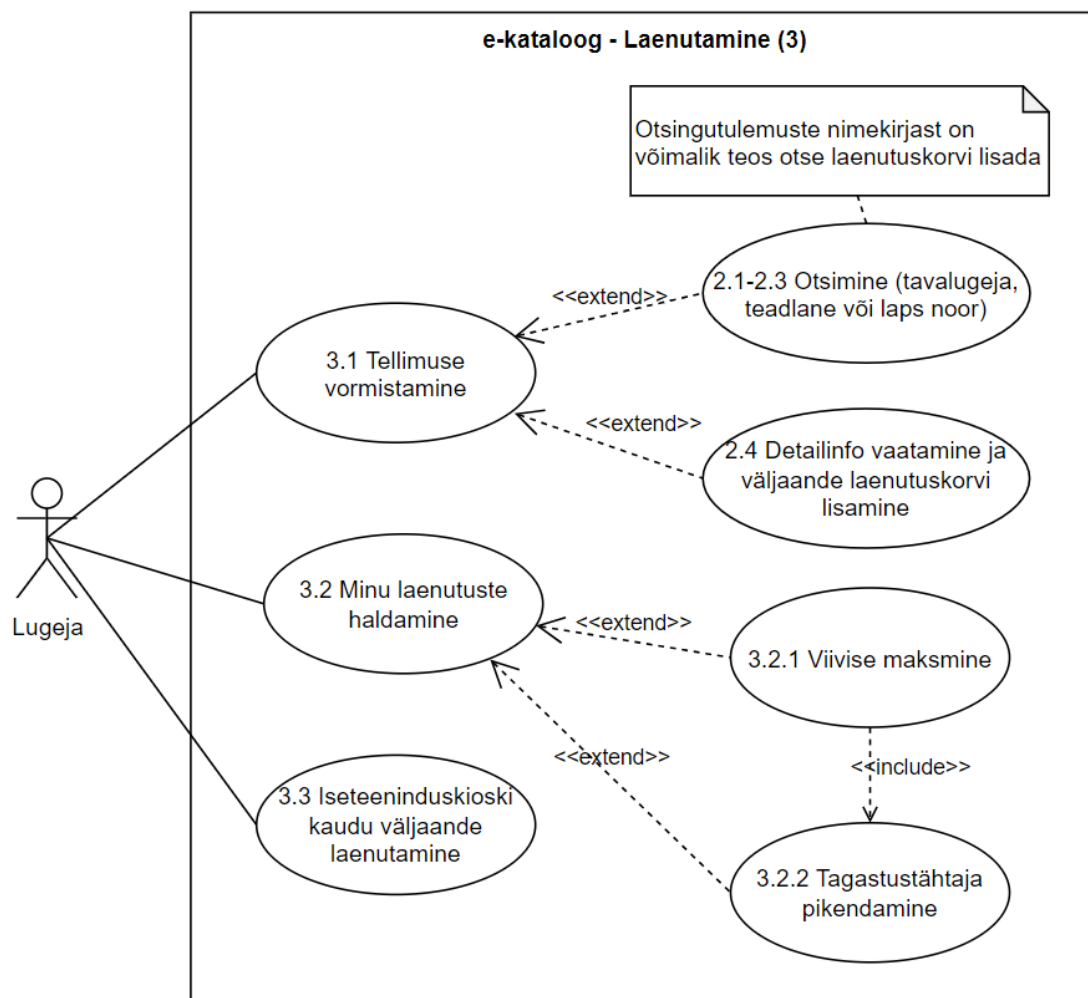 e-kataloog - Laenutamine (3)
Otsingutulemuste nimekirjast on
võimalik teos otse laenutuskorvi lisada
2.1-2.3 Otsimine (tavalugeja,
teadlane või laps noor)
<<extend>>
3.1 Tellimuse
vormistamine
<<extend>>
2.4 Detailinfo vaatamine ja
väljaande laenutuskorvi
lisamine
Lugeja
3.2 Minu laenutuste
haldamine
<<extend>>
3.2.1 Viivise maksmine
<<extend>>
<<include>>
3.3 Iseteeninduskioski
kaudu väljaande
laenutamine
3.2.2 Tagastustähtaja
pikendamine